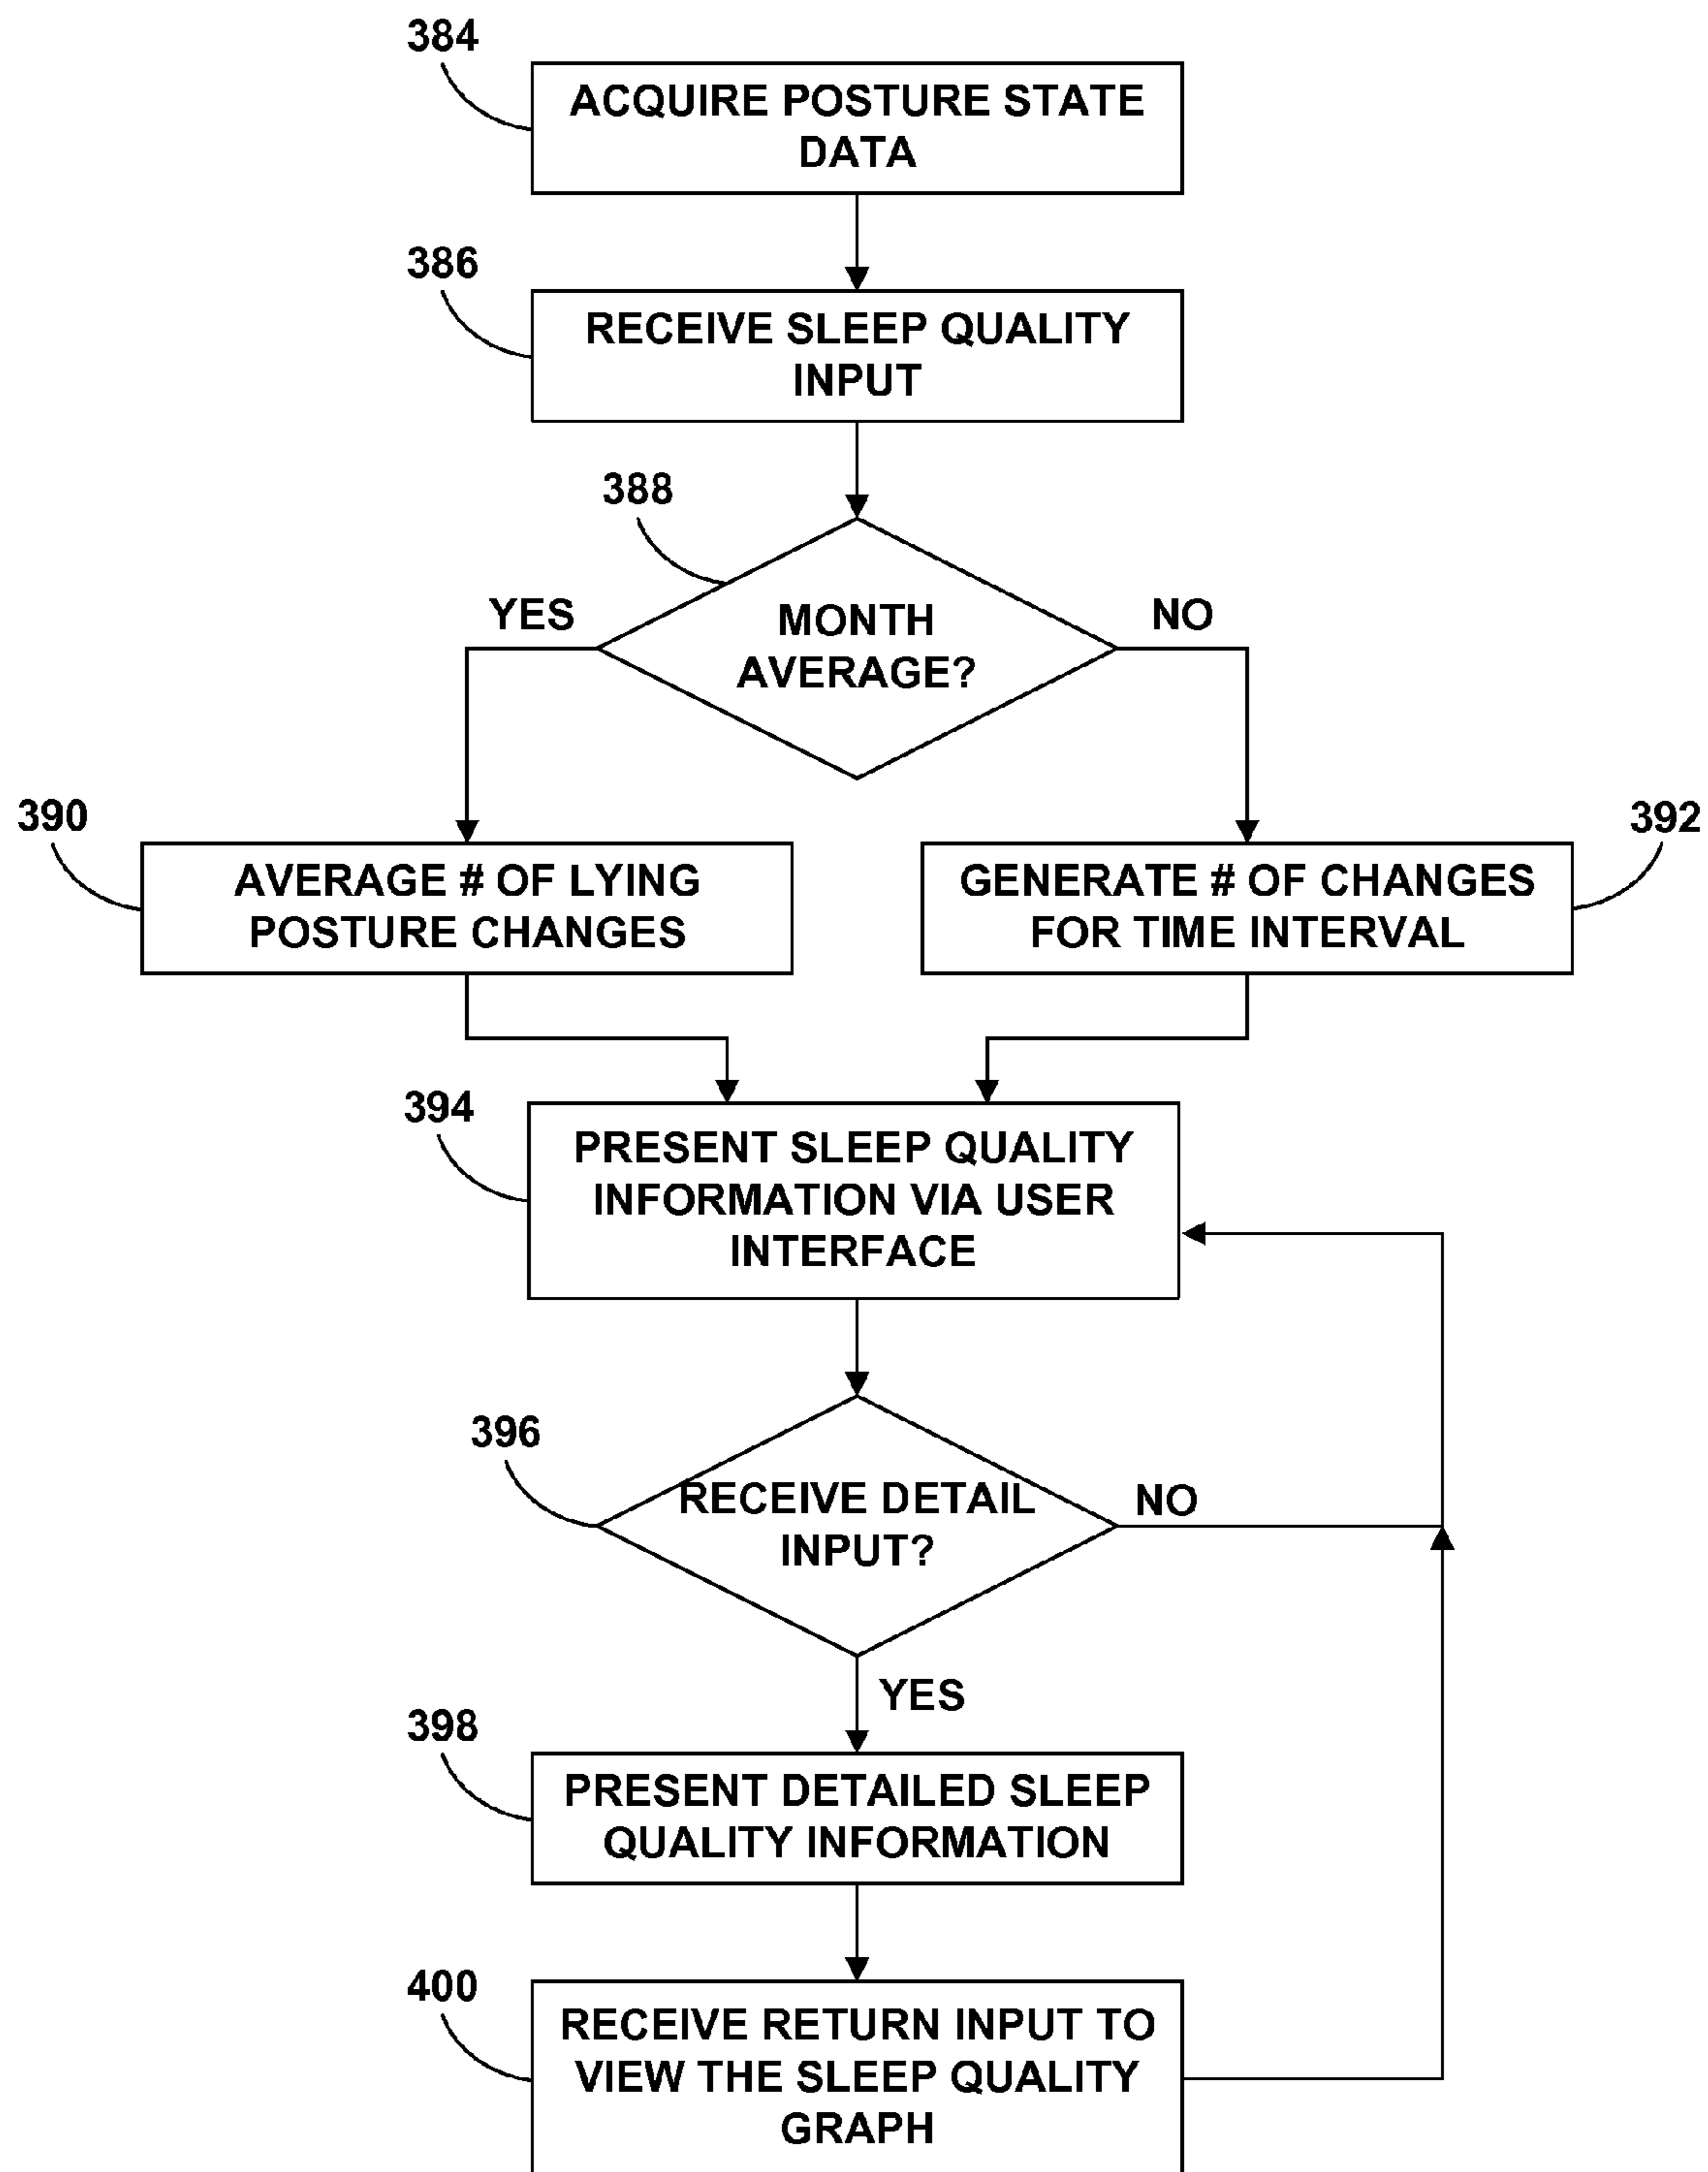 384
ACQUIRE POSTURE STATE
DATA
386
RECEIVE SLEEP QUALITY
INPUT
388
YES
MONTH
AVERAGE?
NO
390
AVERAGE # OF LYING
POSTURE CHANGES
392
GENERATE # OF CHANGES
FOR TIME INTERVAL
394
PRESENT SLEEP QUALITY
INFORMATION VIA USER
INTERFACE
396
RECEIVE DETAIL
INPUT?
NO
YES
398
PRESENT DETAILED SLEEP
QUALITY INFORMATION
400
RECEIVE RETURN INPUT TO
VIEW THE SLEEP QUALITY
GRAPH